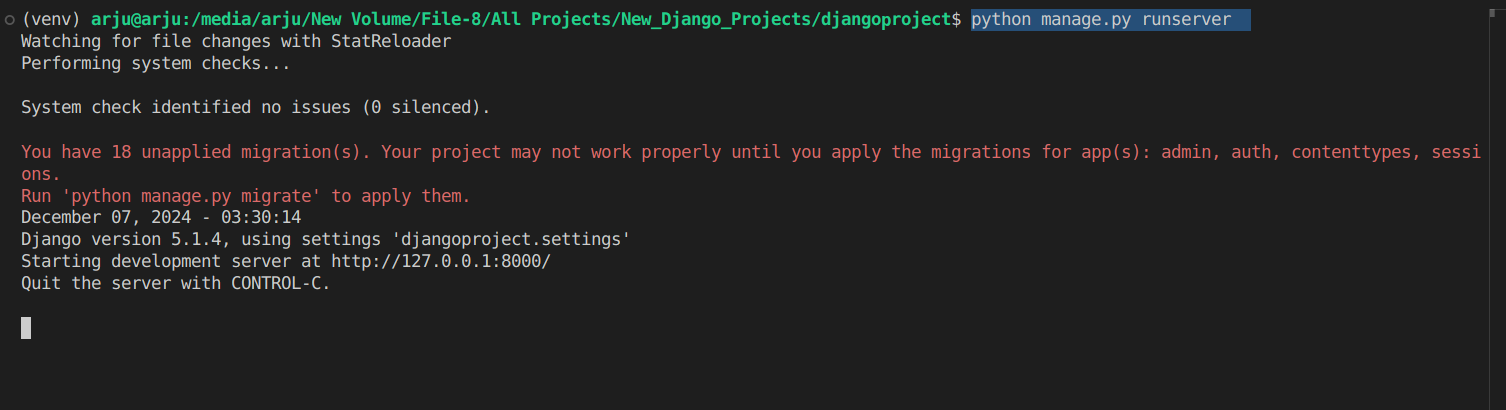 (venv) arju@arju:/media/arju/New Volume/File-8/All Projects/New_Django_Projects/djangoproject$ python manage.py runserver
Watching for file changes with StatReloader
Performing system checks...
System check identified no issues (0 silenced).
You have 18 unapplied migration(s). Your project may not work properly until you apply the migrations for app(s): admin, auth, contenttypes, sessi
ons.
Run 'python manage.py migrate' to apply them.
December 07, 2024 - 03:30:14
Django version 5.1.4, using settings 'djangoproject.settings'
Starting development server at http://127.0.0.1:8000/
Quit the server with CONTROL-C.